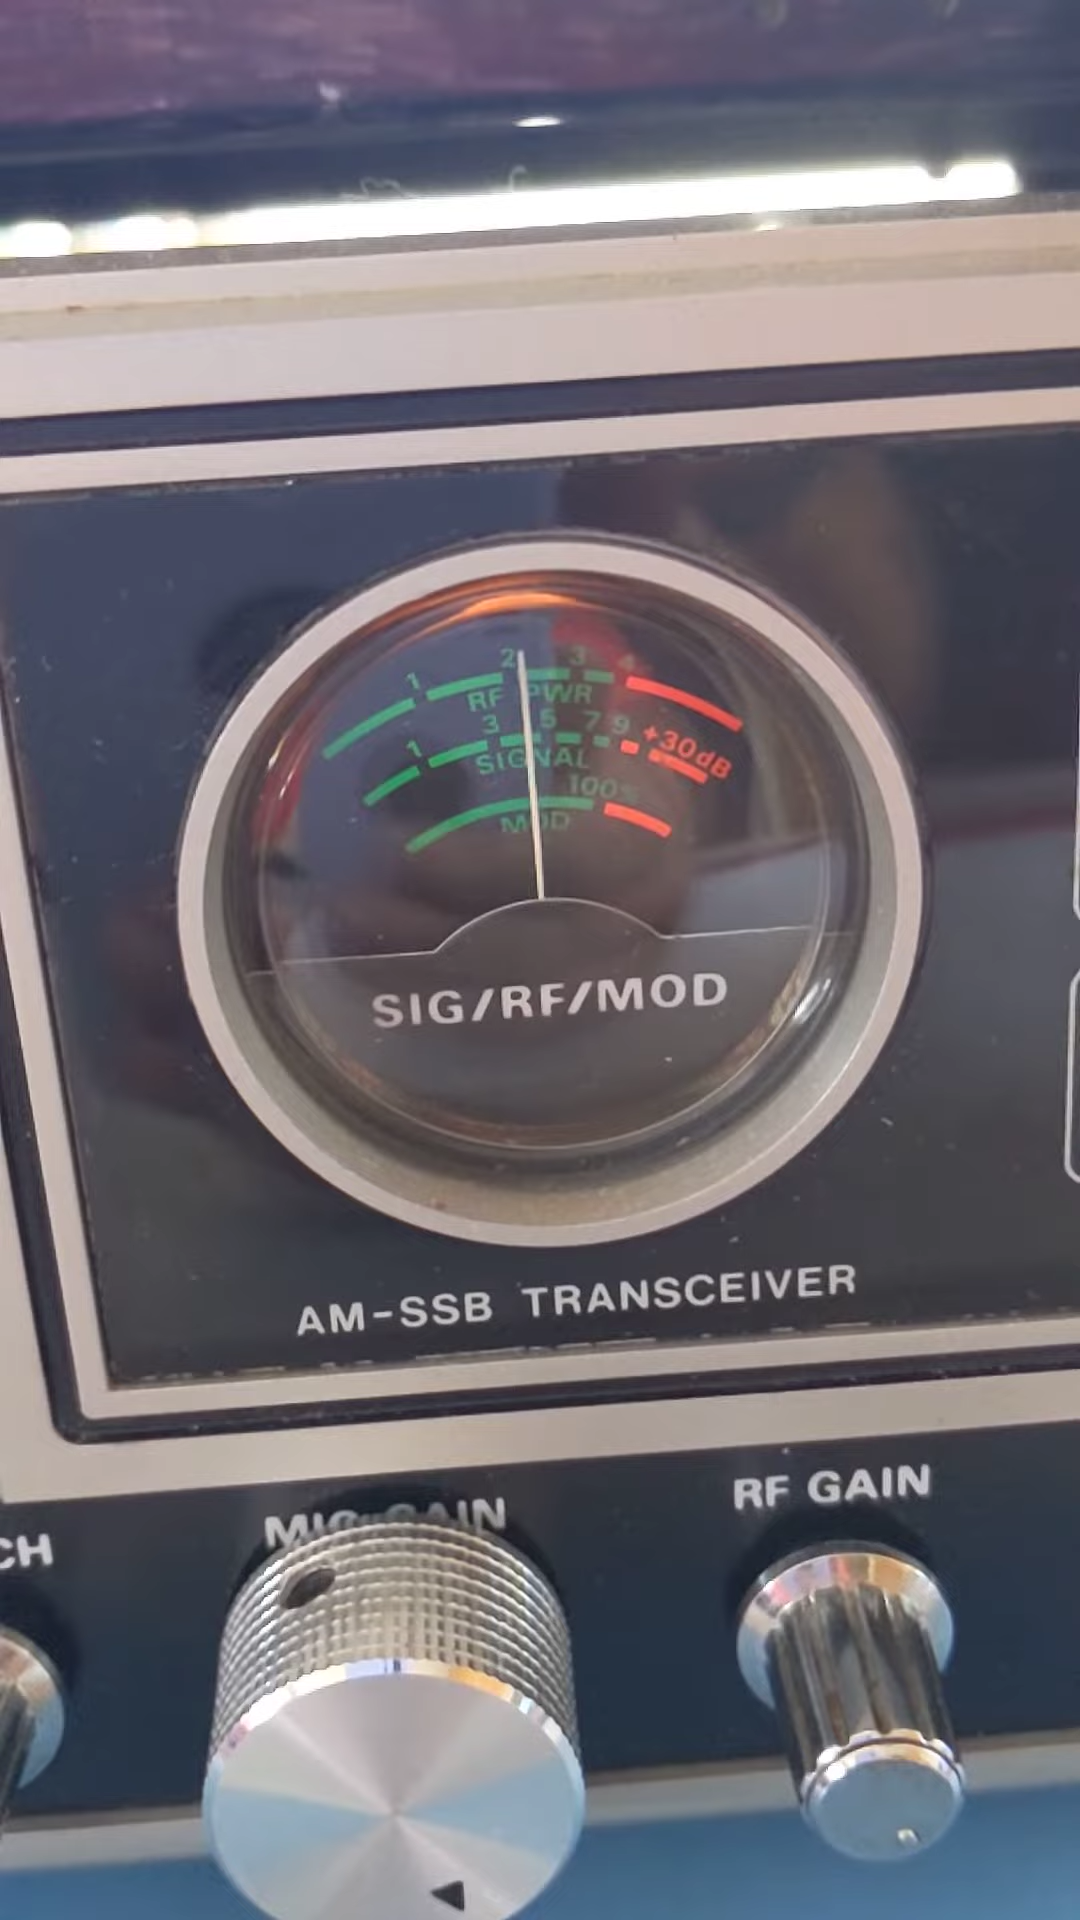 1 2 3 4
RF PWR
1 3 5 7 9 +30dB
SIGNAL
100%
MOD
SIG/RF/MOD
AM-SSB TRANSCEIVER
CH
MIC GAIN
RF GAIN